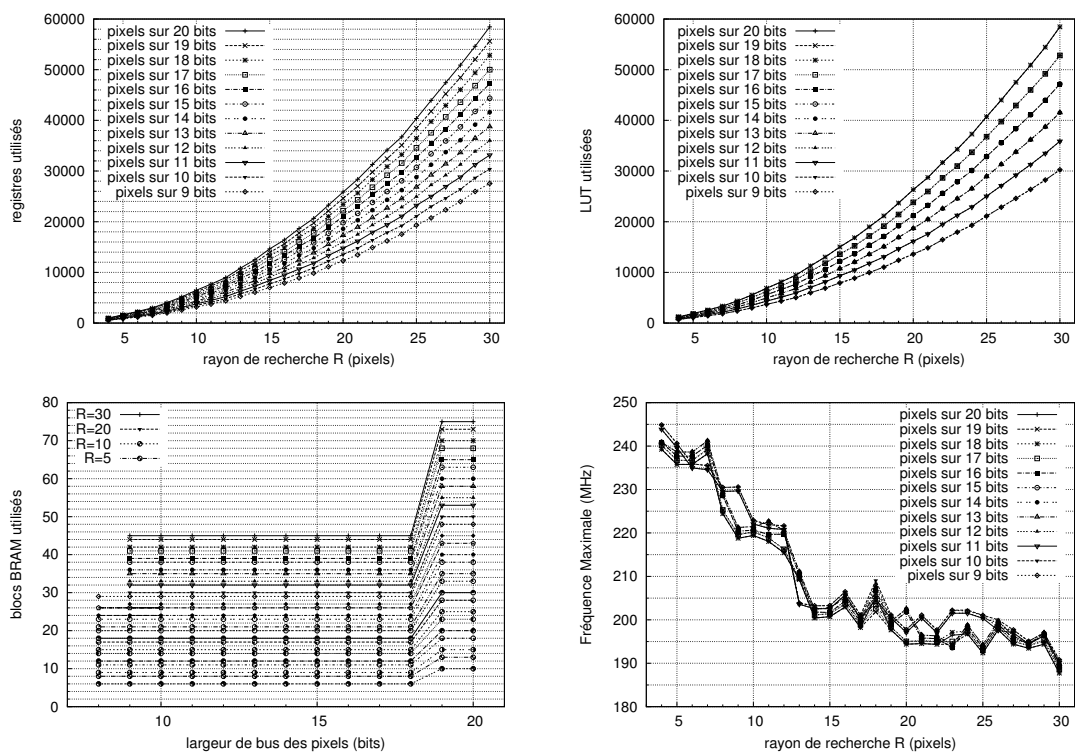 60000
50000
40000
30000
20000
10000
0
registres utilisés
pixels sur 20 bits
pixels sur 19 bits
pixels sur 18 bits
pixels sur 17 bits
pixels sur 16 bits
pixels sur 15 bits
pixels sur 14 bits
pixels sur 13 bits
pixels sur 12 bits
pixels sur 11 bits
pixels sur 10 bits
pixels sur 9 bits
5 10 15 20 25 30
rayon de recherche R (pixels)
60000
50000
40000
30000
20000
10000
0
LUT utilisées
pixels sur 20 bits
pixels sur 19 bits
pixels sur 18 bits
pixels sur 17 bits
pixels sur 16 bits
pixels sur 15 bits
pixels sur 14 bits
pixels sur 13 bits
pixels sur 12 bits
pixels sur 11 bits
pixels sur 10 bits
pixels sur 9 bits
5 10 15 20 25 30
rayon de recherche R (pixels)
80
70
60
50
40
30
20
10
0
blocs BRAM utilisés
R=30
R=20
R=10
R=5
10 15 20
largeur de bus des pixels (bits)
250
240
230
220
210
200
190
180
Fréquence Maximale (MHz)
pixels sur 20 bits
pixels sur 19 bits
pixels sur 18 bits
pixels sur 17 bits
pixels sur 16 bits
pixels sur 15 bits
pixels sur 14 bits
pixels sur 13 bits
pixels sur 12 bits
pixels sur 11 bits
pixels sur 10 bits
pixels sur 9 bits
5 10 15 20 25 30
rayon de recherche R (pixels)